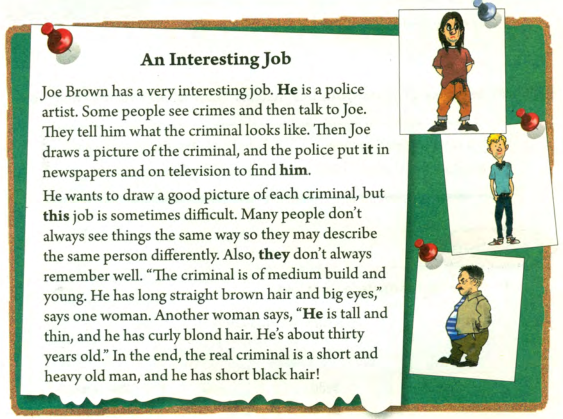 An Interesting Job
Joe Brown has a very interesting job. He is a police
artist. Some people see crimes and then talk to Joe.
They tell him what the criminal looks like. Then Joe
draws a picture of the criminal, and the police put it in
newspapers and on television to find him.
He wants to draw a good picture of each criminal, but
this job is sometimes difficult. Many people don't
always see things the same way so they may describe
the same person differently. Also, they don't always
remember well. “The criminal is of medium build and
young. He has long straight brown hair and big eyes,”
says one woman. Another woman says, “He is tall and
thin, and he has curly blond hair. He's about thirty
years old.” In the end, the real criminal is a short and
heavy old man, and he has short black hair!